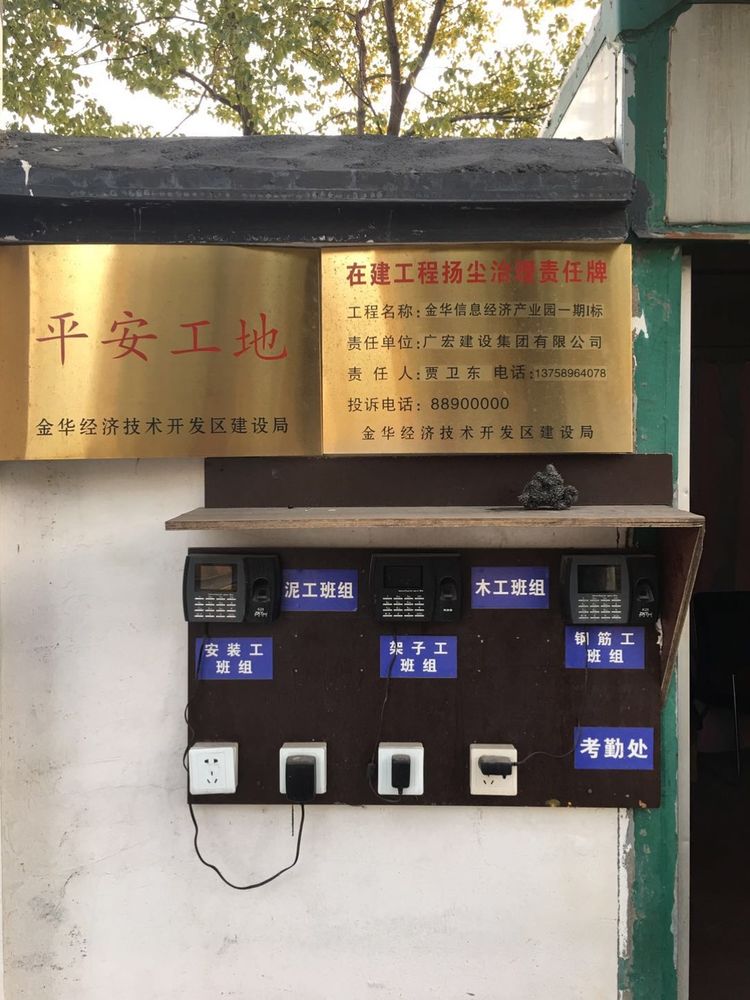 平安工地
金华经济技术开发区建设局
在建工程扬尘治理责任牌
工程名称:金华信息经济产业园一期I标
责任单位:广宏建设集团有限公司
责 任 人:贾卫东 电话:13758964078
投诉电话: 88900000
金华经济技术开发区建设局
泥工班组
木工班组
安装工
班组
架子工
班组
钢筋工
班组
考勤处